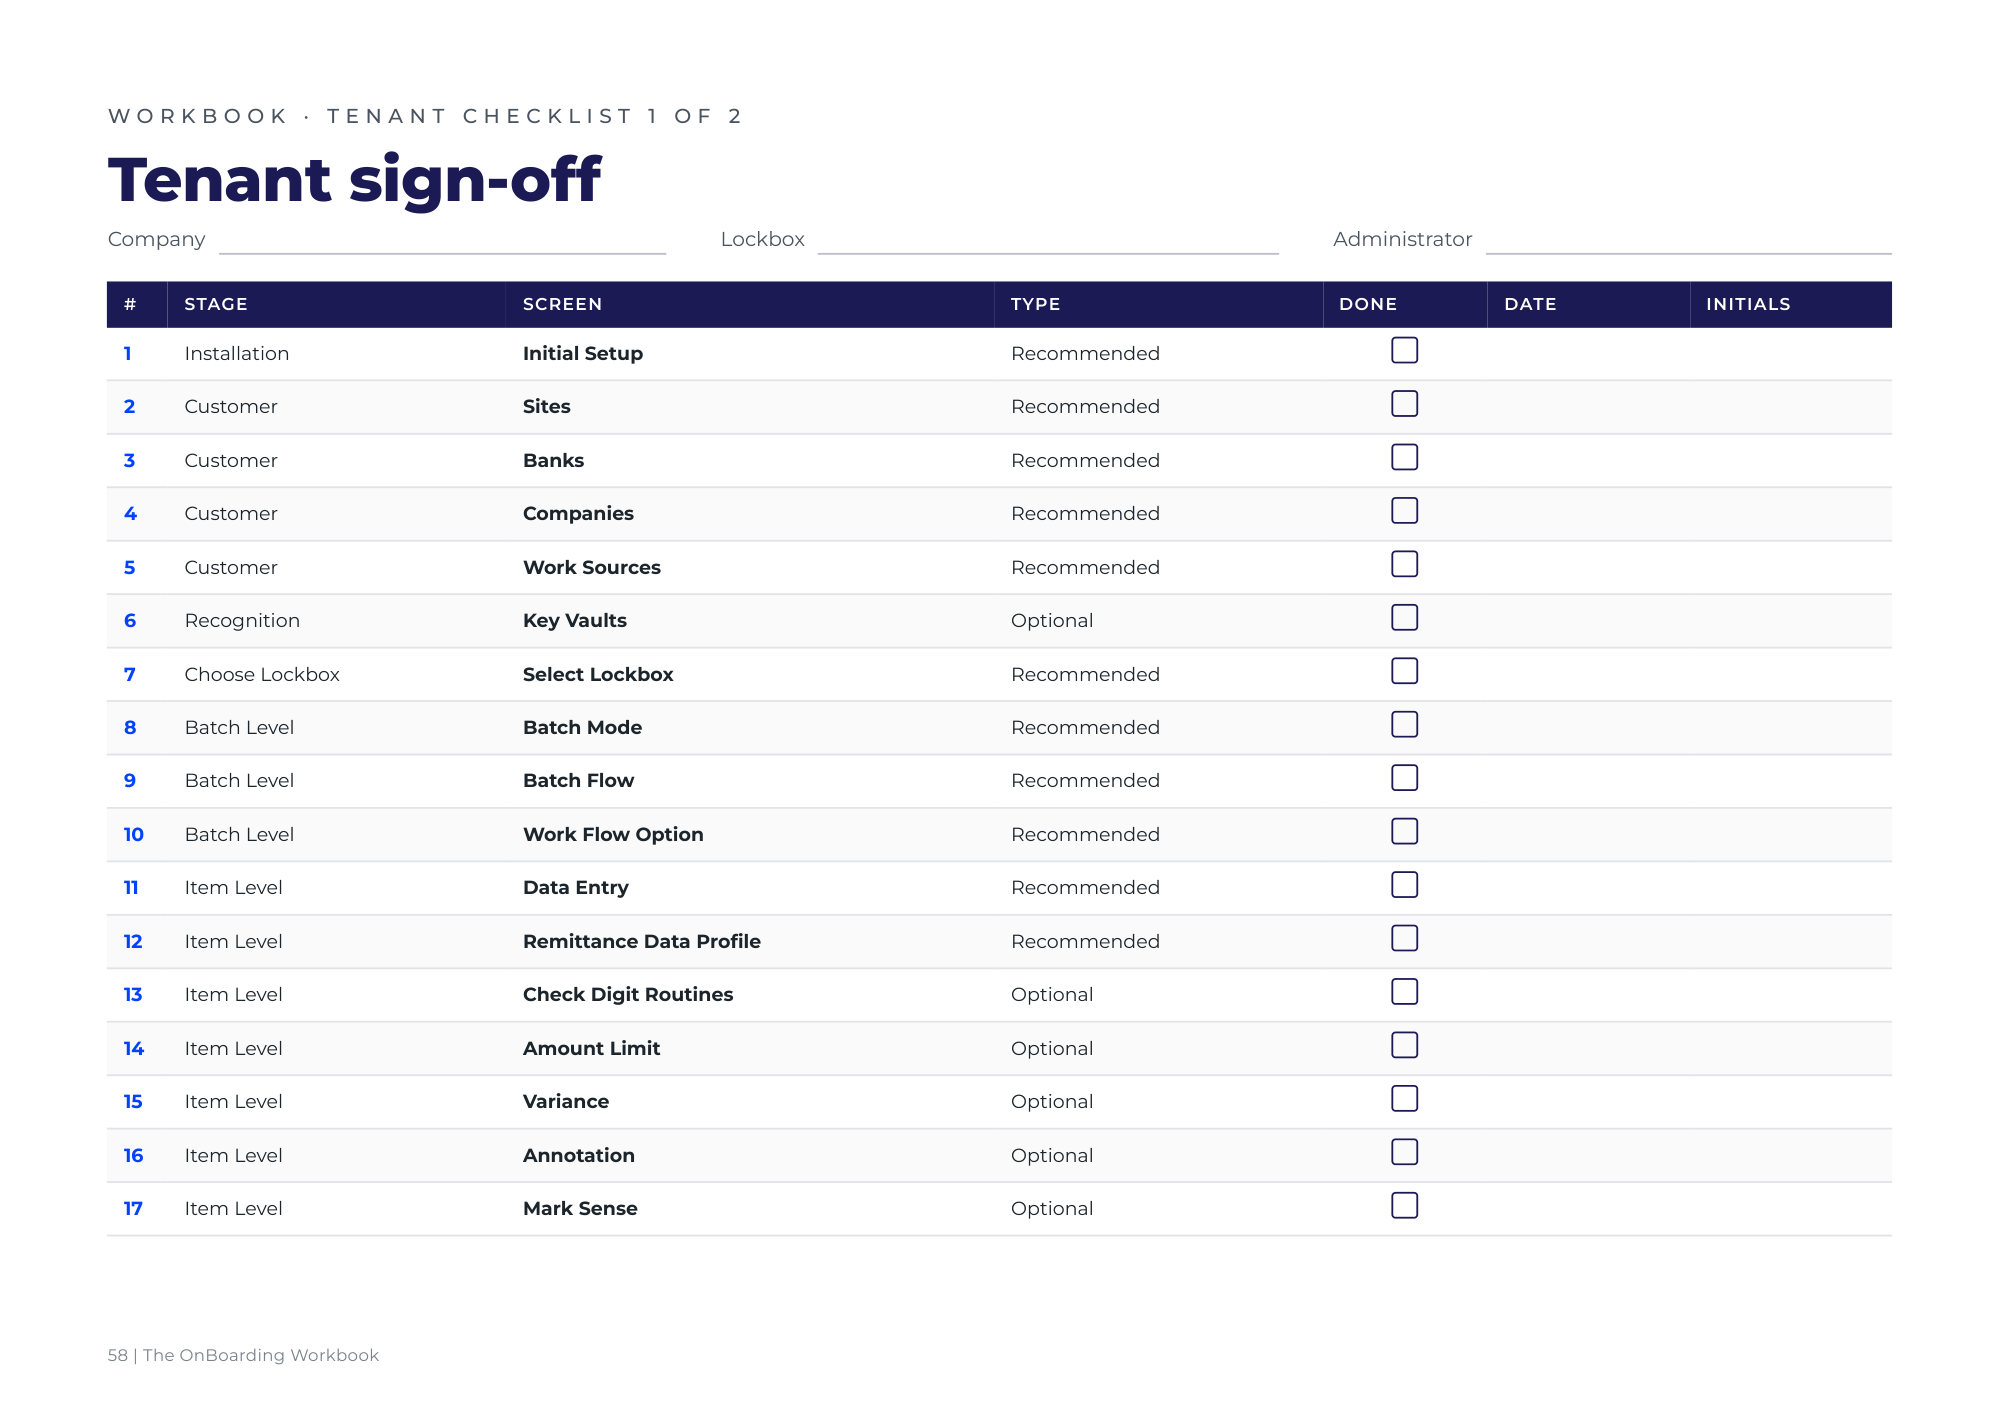 WORKBOOK · TENANT CHECKLIST 1 OF 2
Tenant sign-off
Company Lockbox Administrator
# STAGE SCREEN TYPE DONE DATE INITIALS
1 Installation Initial Setup Recommended
2 Customer Sites Recommended
3 Customer Banks Recommended
4 Customer Companies Recommended
5 Customer Work Sources Recommended
6 Recognition Key Vaults Optional
7 Choose Lockbox Select Lockbox Recommended
8 Batch Level Batch Mode Recommended
9 Batch Level Batch Flow Recommended
10 Batch Level Work Flow Option Recommended
11 Item Level Data Entry Recommended
12 Item Level Remittance Data Profile Recommended
13 Item Level Check Digit Routines Optional
14 Item Level Amount Limit Optional
15 Item Level Variance Optional
16 Item Level Annotation Optional
17 Item Level Mark Sense Optional
58 | The OnBoarding Workbook